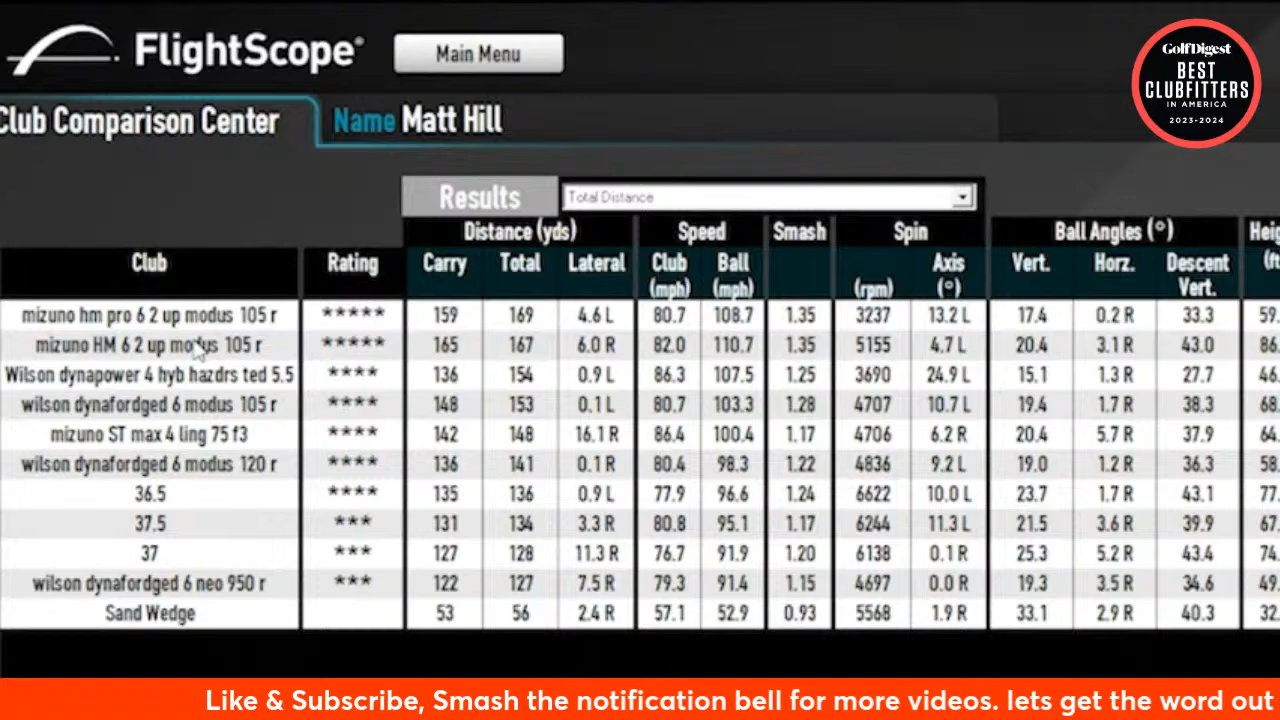 FlightScope®
Main Menu
GolfDigest
BEST
CLUBFITTERS
IN AMERICA
2023-2024
Club Comparison Center
Name Matt Hill
Results Total Distance
Distance (yds) Speed Smash Spin Ball Angles (°) Heig
Club Rating Carry Total Lateral Club (mph) Ball (mph) (rpm) Axis (°) Vert. Horz. Descent Vert. (ft
mizuno hm pro 6 2 up modus 105 r ***** 159 169 4.6 L 80.7 108.7 1.35 3237 13.2 L 17.4 0.2 R 33.3 59.
mizuno HM 6 2 up modus 105 r ***** 165 167 6.0 R 82.0 110.7 1.35 5155 4.7 L 20.4 3.1 R 43.0 86.
Wilson dynapower 4 hyb hazdrs ted 5.5 **** 136 154 0.9 L 86.3 107.5 1.25 3690 24.9 L 15.1 1.3 R 27.7 46.
wilson dynafordged 6 modus 105 r **** 148 153 0.1 L 80.7 103.3 1.28 4707 10.7 L 19.4 1.7 R 38.3 68.
mizuno ST max 4 ling 75 f3 **** 142 148 16.1 R 86.4 100.4 1.17 4706 6.2 R 20.4 5.7 R 37.9 64.
wilson dynafordged 6 modus 120 r **** 136 141 0.1 R 80.4 98.3 1.22 4836 9.2 L 19.0 1.2 R 36.3 58.
36.5 **** 135 136 0.9 L 77.9 96.6 1.24 6622 10.0 L 23.7 1.7 R 43.1 77.
37.5 *** 131 134 3.3 R 80.8 95.1 1.17 6244 11.3 L 21.5 3.6 R 39.9 67.
37 *** 127 128 11.3 R 76.7 91.9 1.20 6138 0.1 R 25.3 5.2 R 43.4 74.
wilson dynafordged 6 neo 950 r *** 122 127 7.5 R 79.3 91.4 1.15 4697 0.0 R 19.3 3.5 R 34.6 49.
Sand Wedge 53 56 2.4 R 57.1 52.9 0.93 5568 1.9 R 33.1 2.9 R 40.3 32.
Like & Subscribe, Smash the notification bell for more videos. lets get the word out